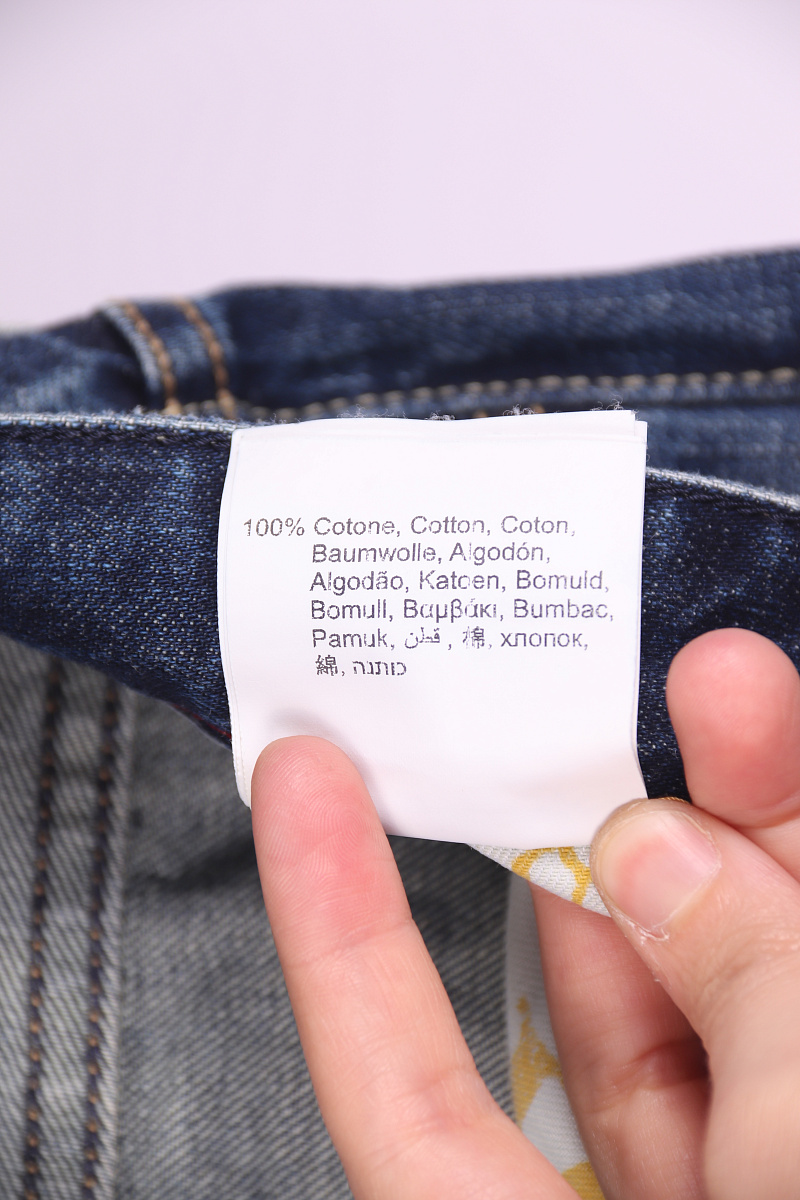 100% Cotone, Cotton, Coton,
Baumwolle, Algodón,
Algodão, Katoen, Bomuld,
Bomull, Βαμβάκι, Bumbac,
Pamuk, قطن , 棉, хлопок,
綿, כותנה